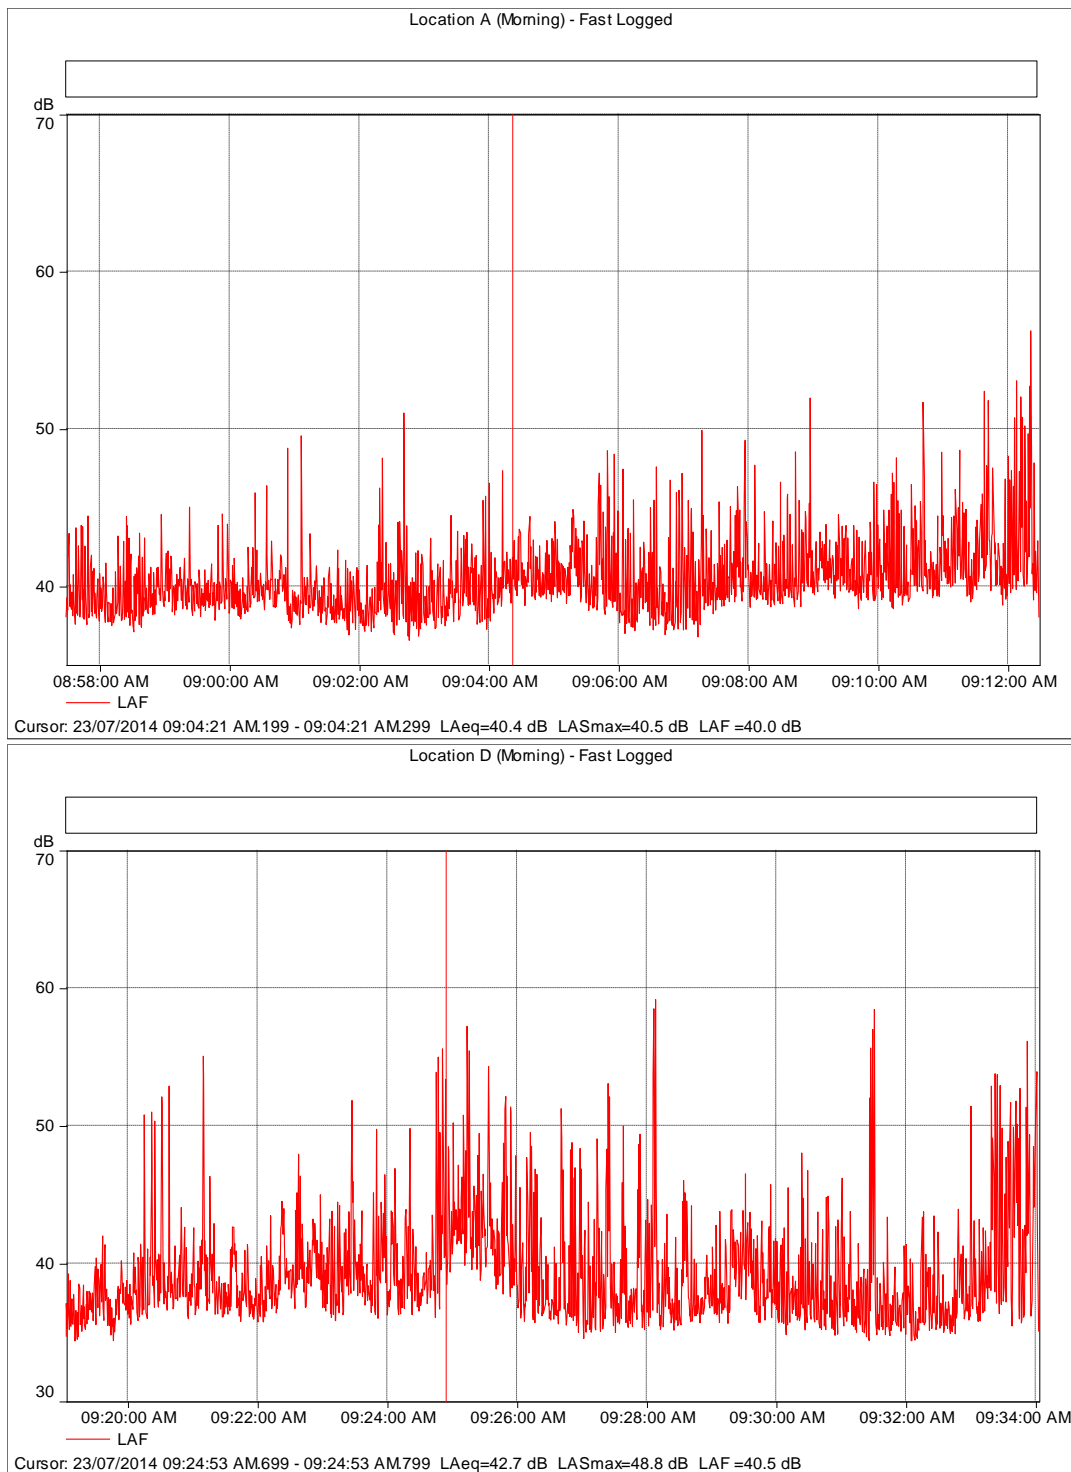 Location A (Morning) - Fast Logged
dB
70
60
50
40
08:58:00 AM 09:00:00 AM 09:02:00 AM 09:04:00 AM 09:06:00 AM 09:08:00 AM 09:10:00 AM 09:12:00 AM
LAF
Cursor: 23/07/2014 09:04:21 AM.199 - 09:04:21 AM.299 LAeq=40.4 dB LASmax=40.5 dB LAF =40.0 dB
Location D (Morning) - Fast Logged
dB
70
60
50
40
30
09:20:00 AM 09:22:00 AM 09:24:00 AM 09:26:00 AM 09:28:00 AM 09:30:00 AM 09:32:00 AM 09:34:00 AM
LAF
Cursor: 23/07/2014 09:24:53 AM.699 - 09:24:53 AM.799 LAeq=42.7 dB LASmax=48.8 dB LAF =40.5 dB